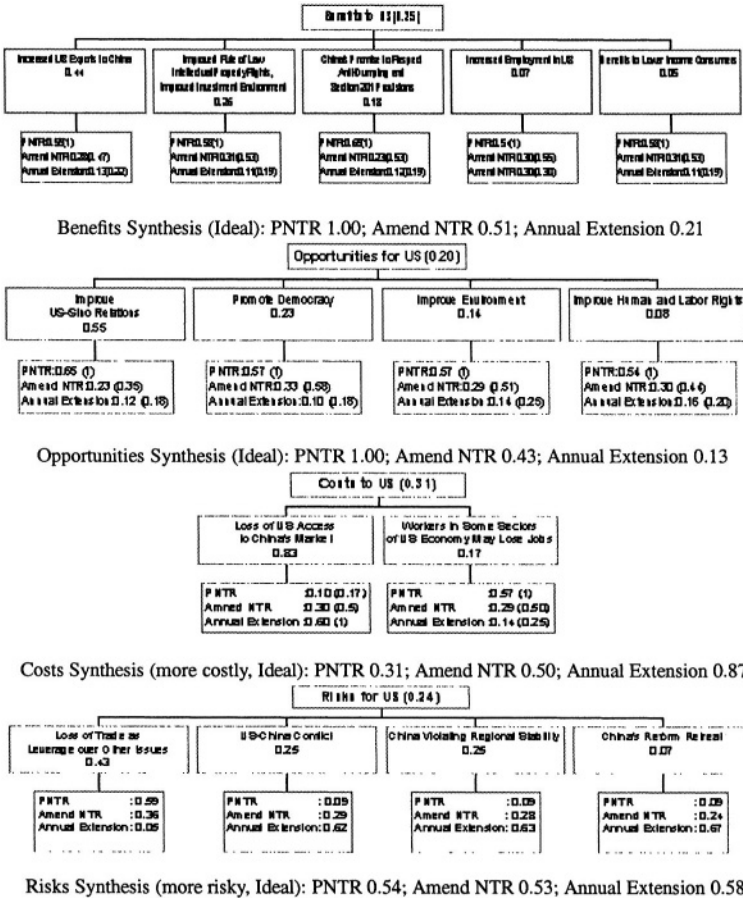 Benefits to US (0.25)
Increased US Exports to China
0.44
Improved Rule of Law
Intellectual Property Rights,
Improved Investment Environment
0.26
China's Promise to Respect
Anti-Dumping and
Section 201 Provisions
0.18
Increased Employment in US
0.07
Benefits to Lower Income Consumers
0.05
PNTR:0.59(1)
Amend NTR:0.28(0.47)
Annual Extension:0.13(0.22)
PNTR:0.58(1)
Amend NTR:0.31(0.53)
Annual Extension:0.11(0.19)
PNTR:0.65(1)
Amend NTR:0.23(0.53)
Annual Extension:0.12(0.19)
PNTR:0.54(1)
Amend NTR:0.30(0.55)
Annual Extension:0.30(0.30)
PNTR:0.58(1)
Amend NTR:0.31(0.53)
Annual Extension:0.11(0.19)
Benefits Synthesis (Ideal): PNTR 1.00; Amend NTR 0.51; Annual Extension 0.21
Opportunities for US (0.20)
Improve
US-Sino Relations
0.55
Promote Democracy
0.23
Improve Environment
0.14
Improve Human and Labor Rights
0.08
PNTR:0.65 (1)
Amend NTR:0.23 (0.35)
Annual Extension:0.12 (0.18)
PNTR:0.57 (1)
Amend NTR:0.33 (0.58)
Annual Extension:0.10 (0.18)
PNTR:0.57 (1)
Amend NTR:0.29 (0.51)
Annual Extension:0.14 (0.25)
PNTR:0.54 (1)
Amend NTR:0.30 (0.44)
Annual Extension:0.16 (0.20)
Opportunities Synthesis (Ideal): PNTR 1.00; Amend NTR 0.43; Annual Extension 0.13
Costs to US (0.31)
Loss of US Access
to China's Market
0.83
Workers in Some Sectors
of US Economy May Lose Jobs
0.17
PNTR :0.10 (0.17)
Amned NTR :0.30 (0.5)
Annual Extension :0.60 (1)
PNTR :0.57 (1)
Amned NTR :0.29 (0.50)
Annual Extension :0.14 (0.25)
Costs Synthesis (more costly, Ideal): PNTR 0.31; Amend NTR 0.50; Annual Extension 0.87
Risks for US (0.24)
Loss of Trade as
Leverage over Other Issues
0.43
US-China Conflict
0.25
China Violating Regional Stability
0.25
China's Reform Retreat
0.07
PNTR :0.59
Amend NTR :0.36
Annual Extension:0.05
PNTR :0.09
Amend NTR :0.29
Annual Extension:0.62
PNTR :0.09
Amend NTR :0.28
Annual Extension:0.63
PNTR :0.09
Amend NTR :0.24
Annual Extension:0.67
Risks Synthesis (more risky, Ideal): PNTR 0.54; Amend NTR 0.53; Annual Extension 0.58